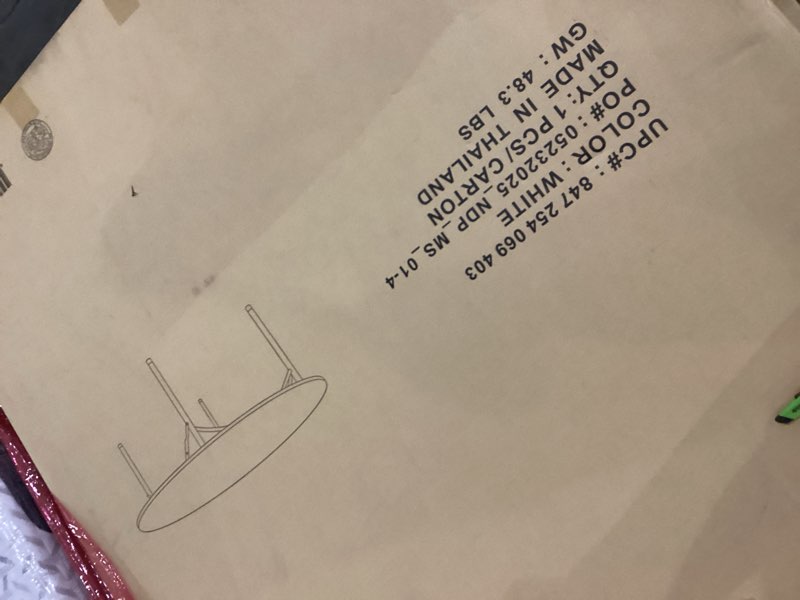 UPC# : 847 254 069 403
COLOR : WHITE
PO# : 05232025_NDP_MS_01-4
QTY: 1 PCS/ CARTON
MADE IN THAILAND
GW : 48.3 LBS